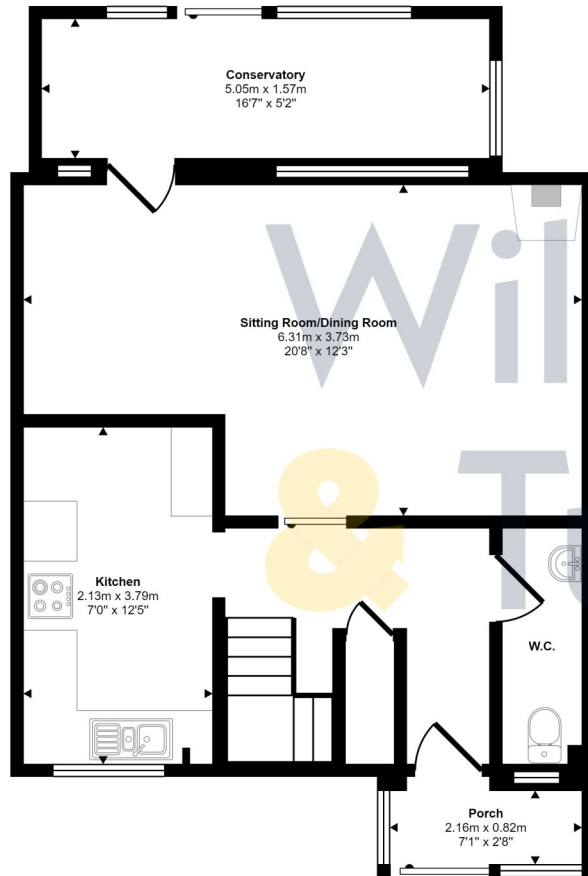 Conservatory
5.05m x 1.57m
16'7" x 5'2"
Wil
Sitting Room/Dining Room
6.31m x 3.73m
20'8" x 12'3"
&
Kitchen
2.13m x 3.79m
7'0" x 12'5"
W.C.
Porch
2.16m x 0.82m
7'1" x 2'8"